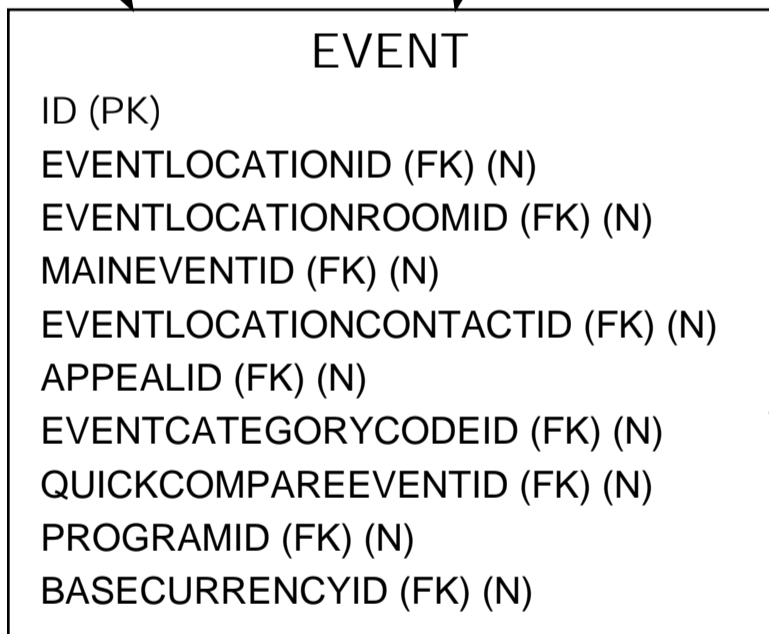 EVENT
ID (PK)
EVENTLOCATIONID (FK) (N)
EVENTLOCATIONROOMID (FK) (N)
MAINEVENTID (FK) (N)
EVENTLOCATIONCONTACTID (FK) (N)
APPEALID (FK) (N)
EVENTCATEGORYCODEID (FK) (N)
QUICKCOMPAREEVENTID (FK) (N)
PROGRAMID (FK) (N)
BASECURRENCYID (FK) (N)